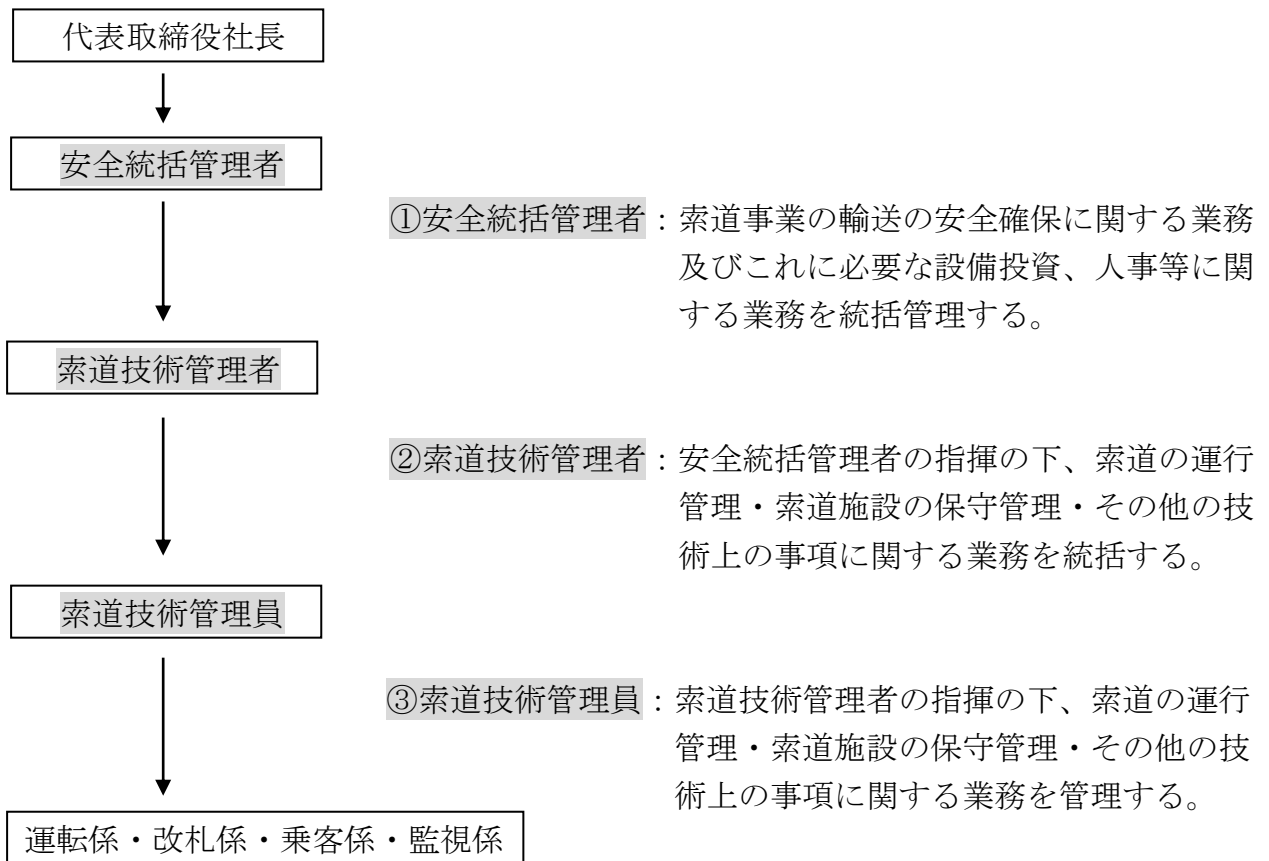 代表取締役社長
安全統括管理者
①安全統括管理者：索道事業の輸送の安全確保に関する業務
及びこれに必要な設備投資、人事等に関
する業務を統括管理する。
索道技術管理者
②索道技術管理者：安全統括管理者の指揮の下、索道の運行
管理・索道施設の保守管理・その他の技
術上の事項に関する業務を統括する。
索道技術管理員
③索道技術管理員：索道技術管理者の指揮の下、索道の運行
管理・索道施設の保守管理・その他の技
術上の事項に関する業務を管理する。
運転係・改札係・乗客係・監視係